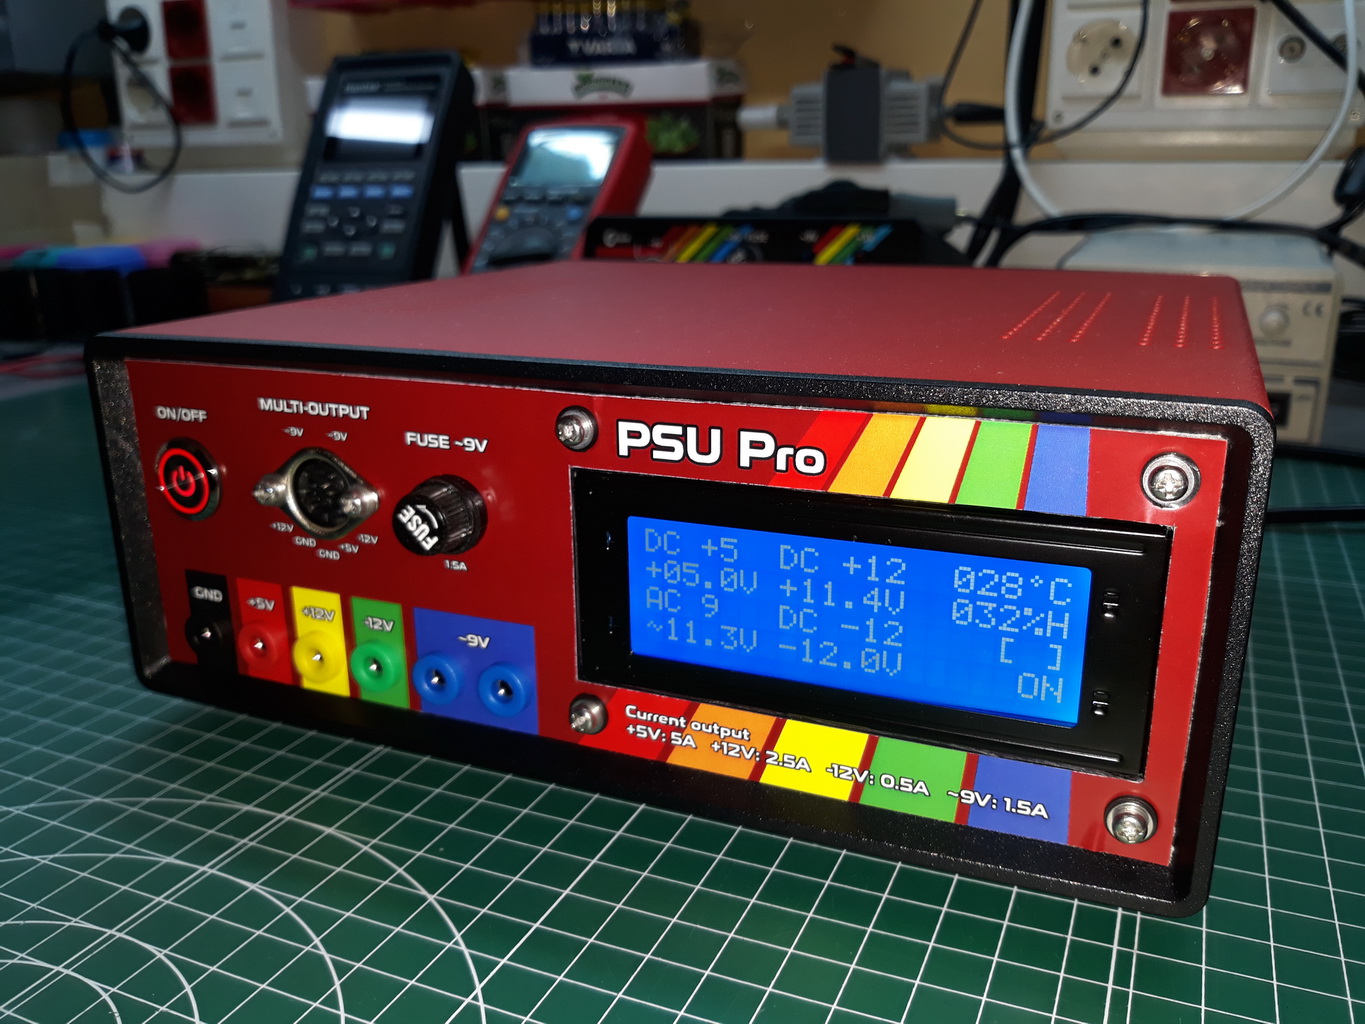 VARTA
CE
ON/OFF
MULTI-OUTPUT
~9V ~9V
+12V GND GND +5V -12V
FUSE ~9V
FUSE
1.5A
PSU Pro
GND
+5V
+12V
-12V
~9V
DC +5 DC +12 028°C
+05.0V +11.4V 032%H
AC 9 DC -12 [ ]
~11.3V -12.0V ON
Current output
+5V: 5A +12V: 2.5A -12V: 0.5A ~9V: 1.5A